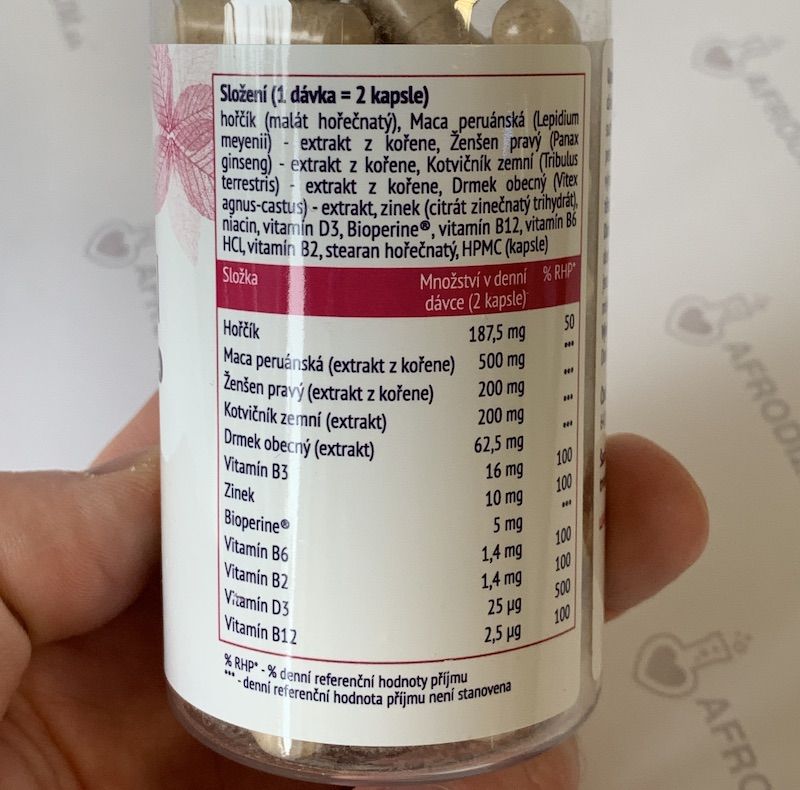 Složení (1 dávka = 2 kapsle)
hořčík (malát hořečnatý), Maca peruánská (Lepidium
meyenii) - extrakt z kořene, Ženšen pravý (Panax
ginseng) - extrakt z kořene, Kotvičník zemní (Tribulus
terrestris) - extrakt z kořene, Drmek obecný (Vitex
agnus-castus) - extrakt, zinek (citrát zinečnatý trihydrát),
niacin, vitamín D3, Bioperine®, vitamín B12, vitamín B6
HCl, vitamín B2, stearan hořečnatý, HPMC (kapsle)
Složka Množství v denní dávce (2 kapsle) % RHP*
Hořčík 187,5 mg 50
Maca peruánská (extrakt z kořene) 500 mg ***
Ženšen pravý (extrakt z kořene) 200 mg ***
Kotvičník zemní (extrakt) 200 mg ***
Drmek obecný (extrakt) 62,5 mg ***
Vitamín B3 16 mg 100
Zinek 10 mg 100
Bioperine® 5 mg ***
Vitamín B6 1,4 mg 100
Vitamín B2 1,4 mg 100
Vitamín D3 25 µg 500
Vitamín B12 2,5 µg 100
% RHP* - % denní referenční hodnoty příjmu
*** - denní referenční hodnota příjmu není stanovena
AFRODIZ
AFRO